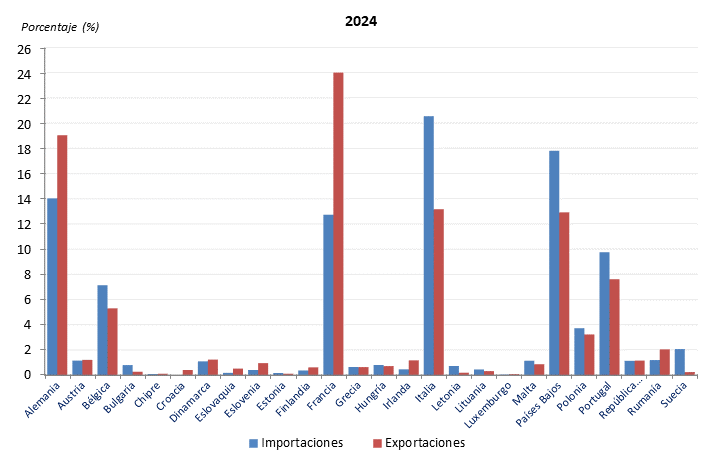 2024
Porcentaje (%)
26
24
22
20
18
16
14
12
10
8
6
4
2
0
Alemania
Austria
Bélgica
Bulgaria
Chipre
Croacia
Dinamarca
Eslovaquia
Eslovenia
Estonia
Finlandia
Francia
Grecia
Hungría
Irlanda
Italia
Letonia
Lituania
Luxemburgo
Malta
Países Bajos
Polonia
Portugal
República...
Rumania
Suecia
Importaciones
Exportaciones